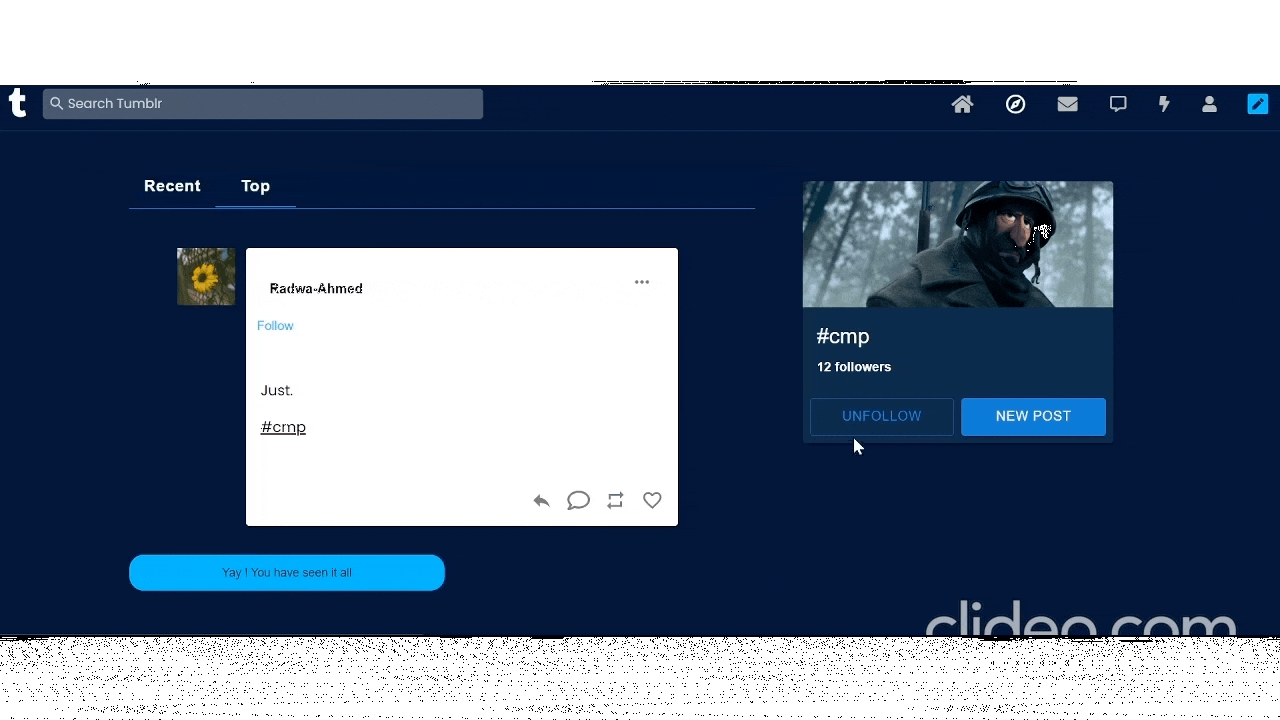 t
Search Tumblr
Recent
Top
Radwa-Ahmed
Follow
Just.
#cmp
Yay ! You have seen it all
#cmp
12 followers
UNFOLLOW
NEW POST
clideo.com